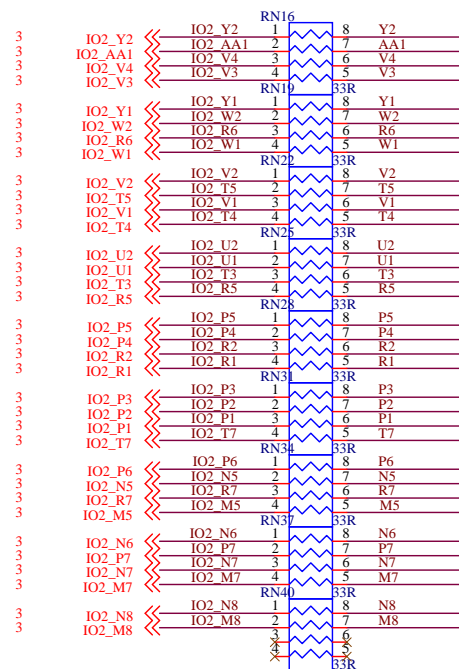 RN16
3 IO2_Y2 IO2_Y2 1 8 Y2
3 IO2_AA1 IO2_AA1 2 7 AA1
3 IO2_V4 IO2_V4 3 6 V4
3 IO2_V3 IO2_V3 4 5 V3
RN19 33R
3 IO2_Y1 IO2_Y1 1 8 Y1
3 IO2_W2 IO2_W2 2 7 W2
3 IO2_R6 IO2_R6 3 6 R6
3 IO2_W1 IO2_W1 4 5 W1
RN22 33R
3 IO2_V2 IO2_V2 1 8 V2
3 IO2_T5 IO2_T5 2 7 T5
3 IO2_V1 IO2_V1 3 6 V1
3 IO2_T4 IO2_T4 4 5 T4
RN25 33R
3 IO2_U2 IO2_U2 1 8 U2
3 IO2_U1 IO2_U1 2 7 U1
3 IO2_T3 IO2_T3 3 6 T3
3 IO2_R5 IO2_R5 4 5 R5
RN28 33R
3 IO2_P5 IO2_P5 1 8 P5
3 IO2_P4 IO2_P4 2 7 P4
3 IO2_R2 IO2_R2 3 6 R2
3 IO2_R1 IO2_R1 4 5 R1
RN31 33R
3 IO2_P3 IO2_P3 1 8 P3
3 IO2_P2 IO2_P2 2 7 P2
3 IO2_P1 IO2_P1 3 6 P1
3 IO2_T7 IO2_T7 4 5 T7
RN34 33R
3 IO2_P6 IO2_P6 1 8 P6
3 IO2_N5 IO2_N5 2 7 N5
3 IO2_R7 IO2_R7 3 6 R7
3 IO2_M5 IO2_M5 4 5 M5
RN37 33R
3 IO2_N6 IO2_N6 1 8 N6
3 IO2_P7 IO2_P7 2 7 P7
3 IO2_N7 IO2_N7 3 6 N7
3 IO2_M7 IO2_M7 4 5 M7
RN40 33R
3 IO2_N8 IO2_N8 1 8 N8
3 IO2_M8 IO2_M8 2 7 M8
3 6
4 5
33R